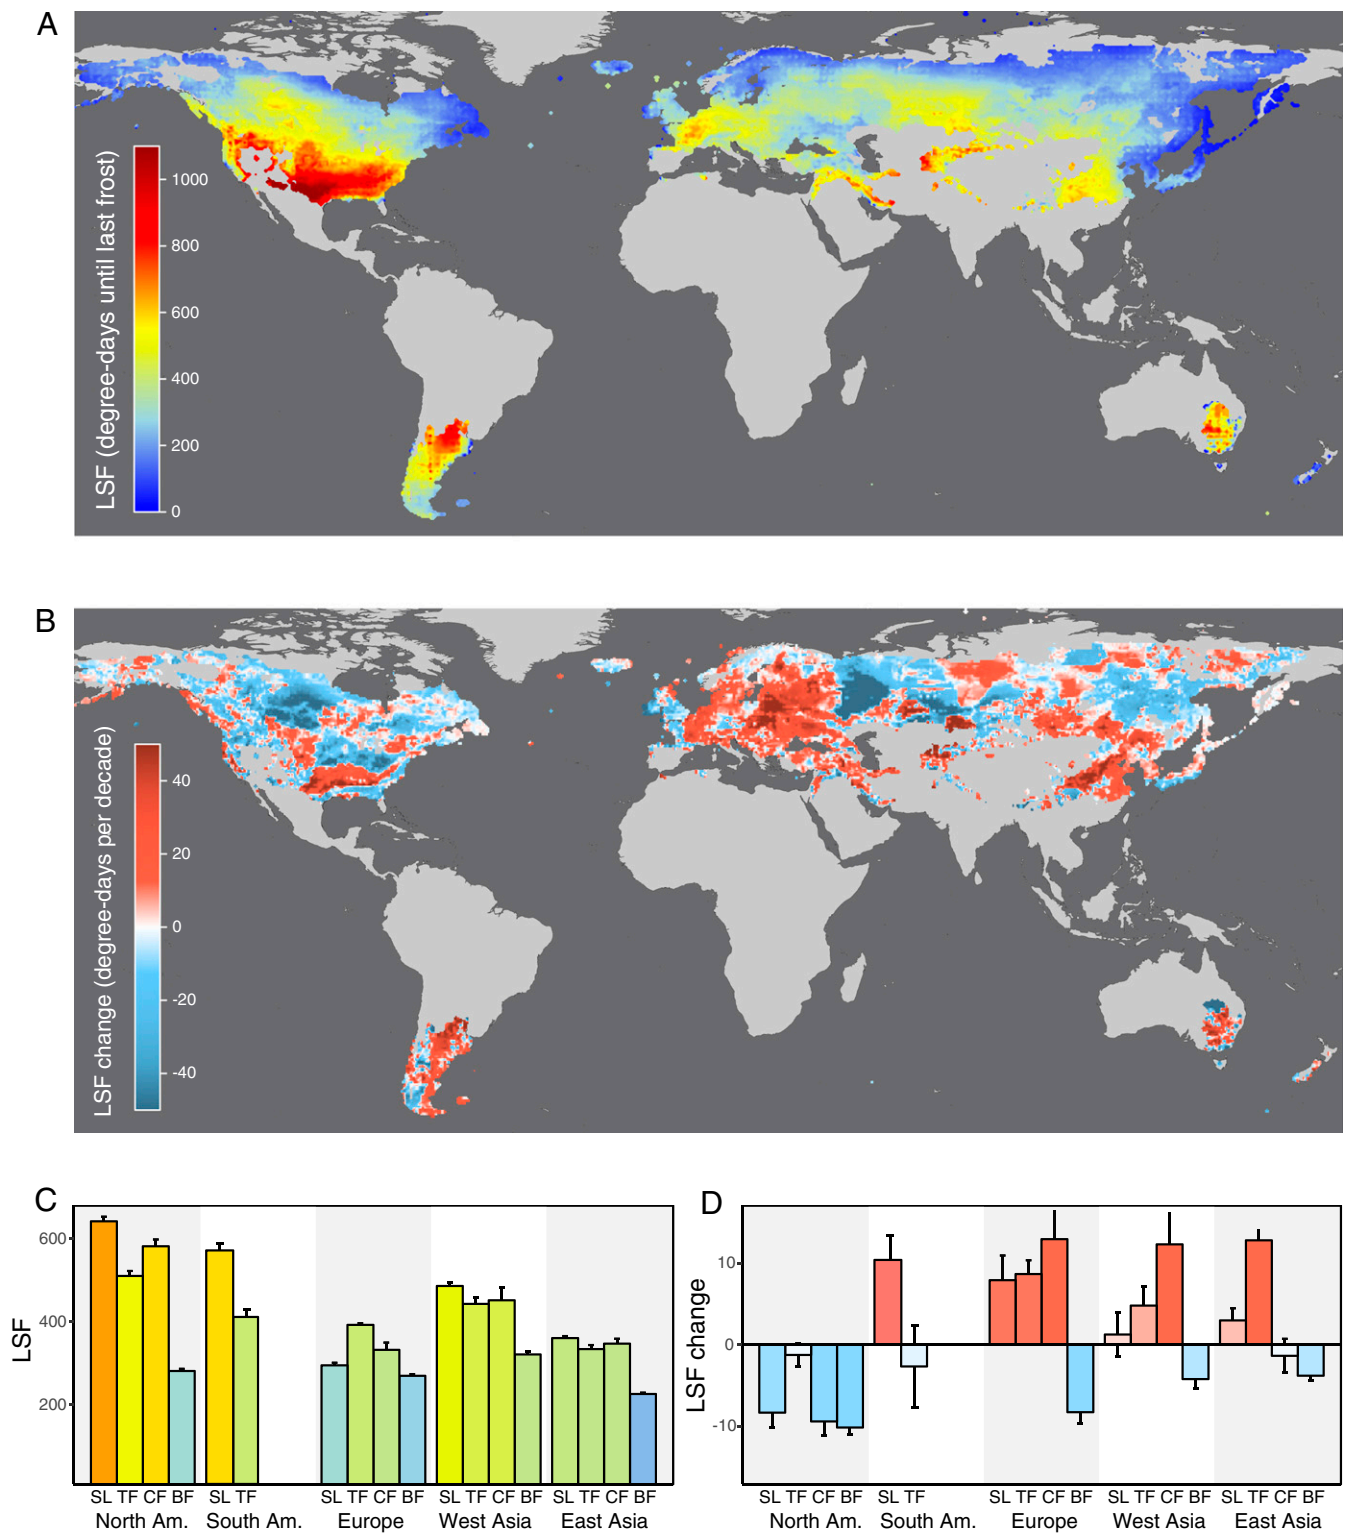 A
LSF (degree-days until last frost)
1000
800
600
400
200
0
B
LSF change (degree-days per decade)
40
20
0
-20
-40
C
LSF
600
400
200
SL TF CF BF SL TF SL TF CF BF SL TF CF BF SL TF CF BF
North Am. South Am. Europe West Asia East Asia
D
LSF change
10
0
-10
SL TF CF BF SL TF SL TF CF BF SL TF CF BF SL TF CF BF
North Am. South Am. Europe West Asia East Asia